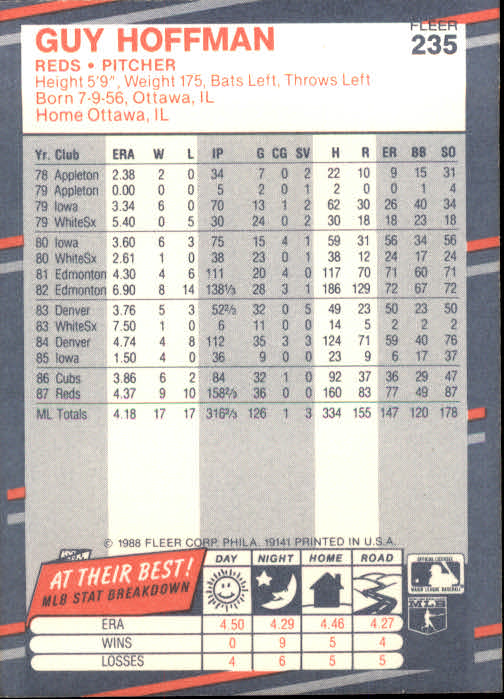 GUY HOFFMAN
FLEER
235
REDS • PITCHER
Height 5'9", Weight 175, Bats Left, Throws Left
Born 7-9-56, Ottawa, IL
Home Ottawa, IL
Yr. Club ERA W L IP G CG SV H R ER BB SO
78 Appleton 2.38 2 0 34 7 0 2 22 10 9 15 31
79 Appleton 0.00 0 0 5 2 0 1 2 0 0 1 4
79 Iowa 3.34 6 0 70 13 1 2 62 30 26 40 34
79 WhiteSx 5.40 0 5 30 24 0 2 30 18 18 23 18
80 Iowa 3.60 6 3 75 15 4 1 59 31 56 34 56
80 WhiteSx 2.61 1 0 38 23 0 1 38 12 24 17 24
81 Edmonton 4.30 4 6 111 20 4 0 117 70 71 60 71
82 Edmonton 6.90 8 14 138⅓ 28 3 1 186 129 72 67 72
83 Denver 3.76 5 3 52⅔ 32 0 5 49 23 50 23 50
83 WhiteSx 7.50 1 0 6 11 0 0 14 5 2 2 2
84 Denver 4.74 4 8 112 35 3 3 124 71 59 40 76
85 Iowa 1.50 4 0 36 9 0 0 23 9 6 17 37
86 Cubs 3.86 6 2 84 32 1 0 92 37 36 29 47
87 Reds 4.37 9 10 158⅔ 36 0 0 160 83 77 49 87
ML Totals 4.18 17 17 316⅔ 126 1 3 334 155 147 120 178
© 1988 FLEER CORP. PHILA. 19141 PRINTED IN U.S.A.
AT THEIR BEST!
MLB STAT BREAKDOWN
DAY NIGHT HOME ROAD
ERA 4.50 4.29 4.46 4.27
WINS 0 9 5 4
LOSSES 4 6 5 5
OFFICIAL LICENSEE
MAJOR LEAGUE BASEBALL
MLB